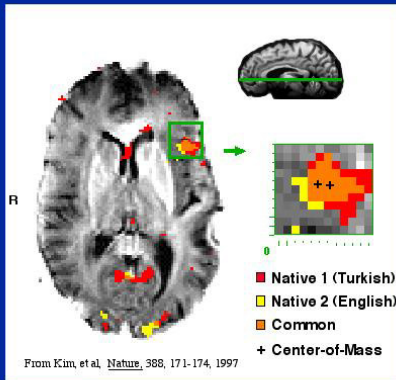 R
0
Native 1 (Turkish)
Native 2 (English)
Common
+ Center-of-Mass
From Kim, et al, Nature, 388, 171-174, 1997